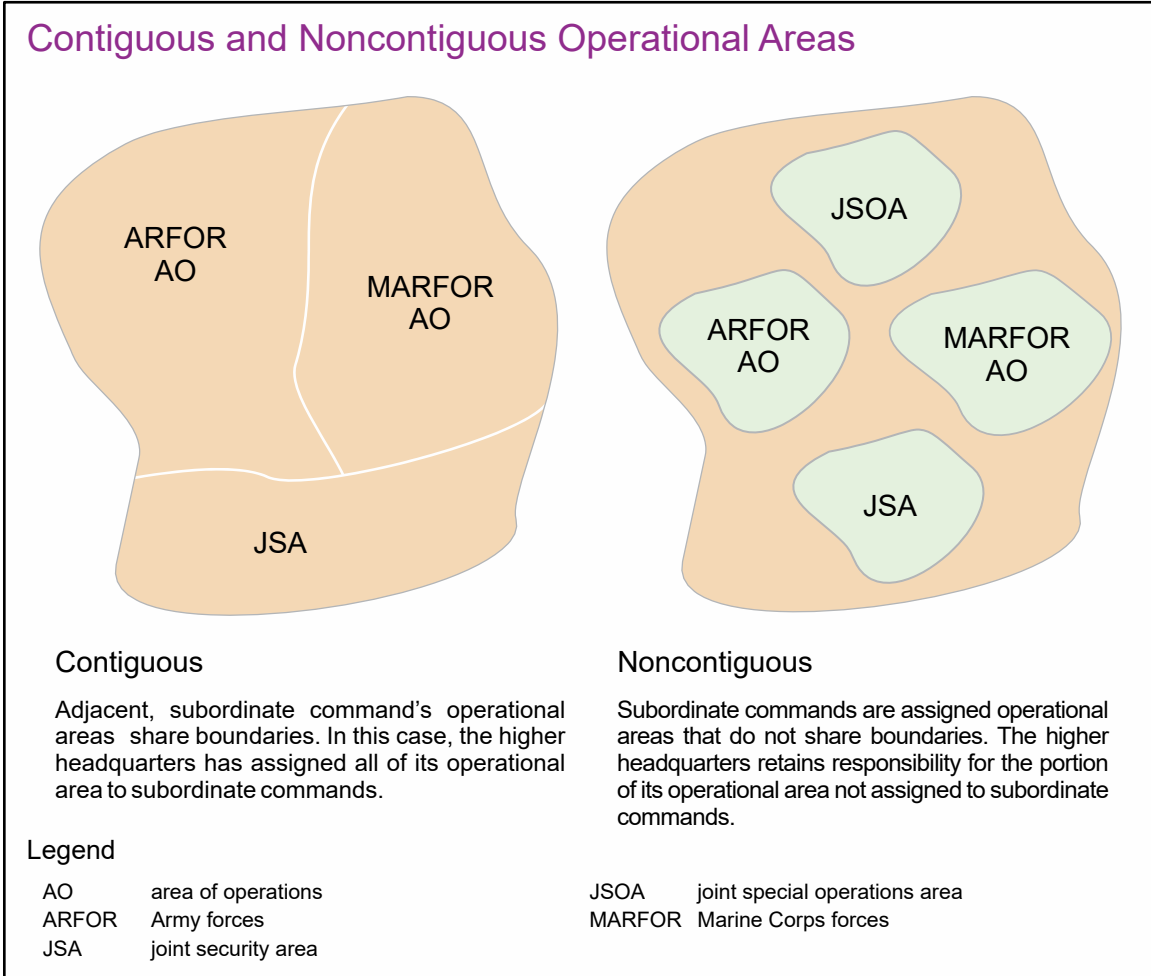 Contiguous and Noncontiguous Operational Areas
ARFOR
AO
MARFOR
AO
JSA
JSOA
ARFOR
AO
MARFOR
AO
JSA
Contiguous
Adjacent, subordinate command’s operational
areas share boundaries. In this case, the higher
headquarters has assigned all of its operational
area to subordinate commands.
Noncontiguous
Subordinate commands are assigned operational
areas that do not share boundaries. The higher
headquarters retains responsibility for the portion
of its operational area not assigned to subordinate
commands.
Legend
AO area of operations
ARFOR Army forces
JSA joint security area
JSOA joint special operations area
MARFOR Marine Corps forces